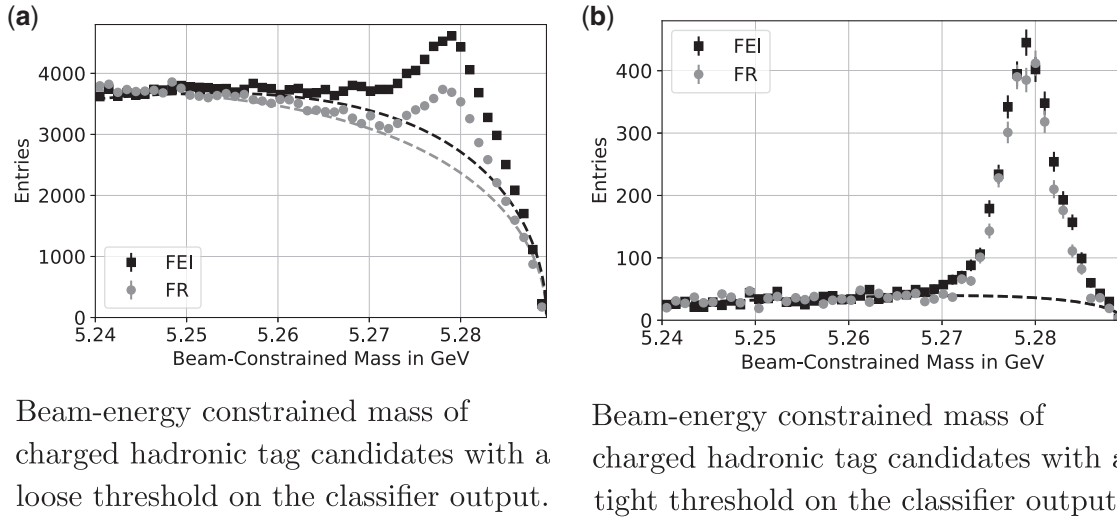 (a)
Entries
4000
3000
2000
1000
0
FEI
FR
5.24 5.25 5.26 5.27 5.28
Beam-Constrained Mass in GeV
Beam-energy constrained mass of
charged hadronic tag candidates with a
loose threshold on the classifier output.
(b)
Entries
400
300
200
100
0
FEI
FR
5.24 5.25 5.26 5.27 5.28
Beam-Constrained Mass in GeV
Beam-energy constrained mass of
charged hadronic tag candidates with a
tight threshold on the classifier output